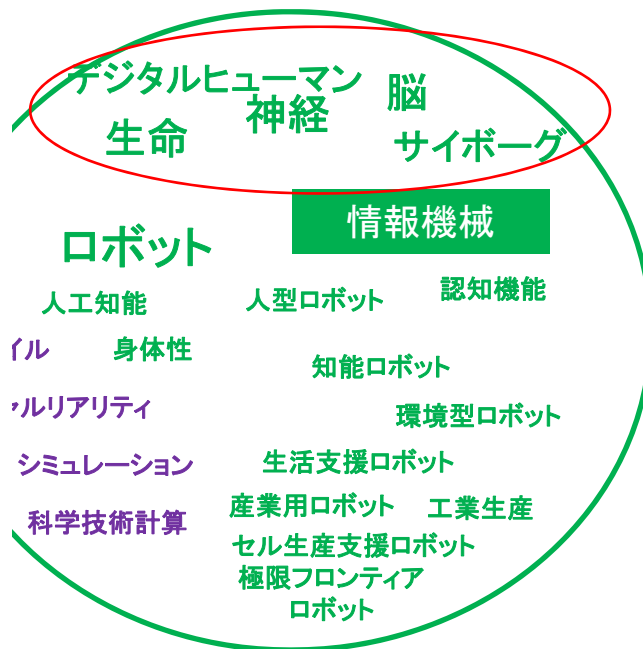 デジタルヒューマン
脳
神経
生命
サイボーグ
情報機械
ロボット
人工知能
人型ロボット
認知機能
イル
身体性
知能ロボット
ルリアリティ
環境型ロボット
シミュレーション
生活支援ロボット
科学技術計算
産業用ロボット
工業生産
セル生産支援ロボット
極限フロンティア
ロボット